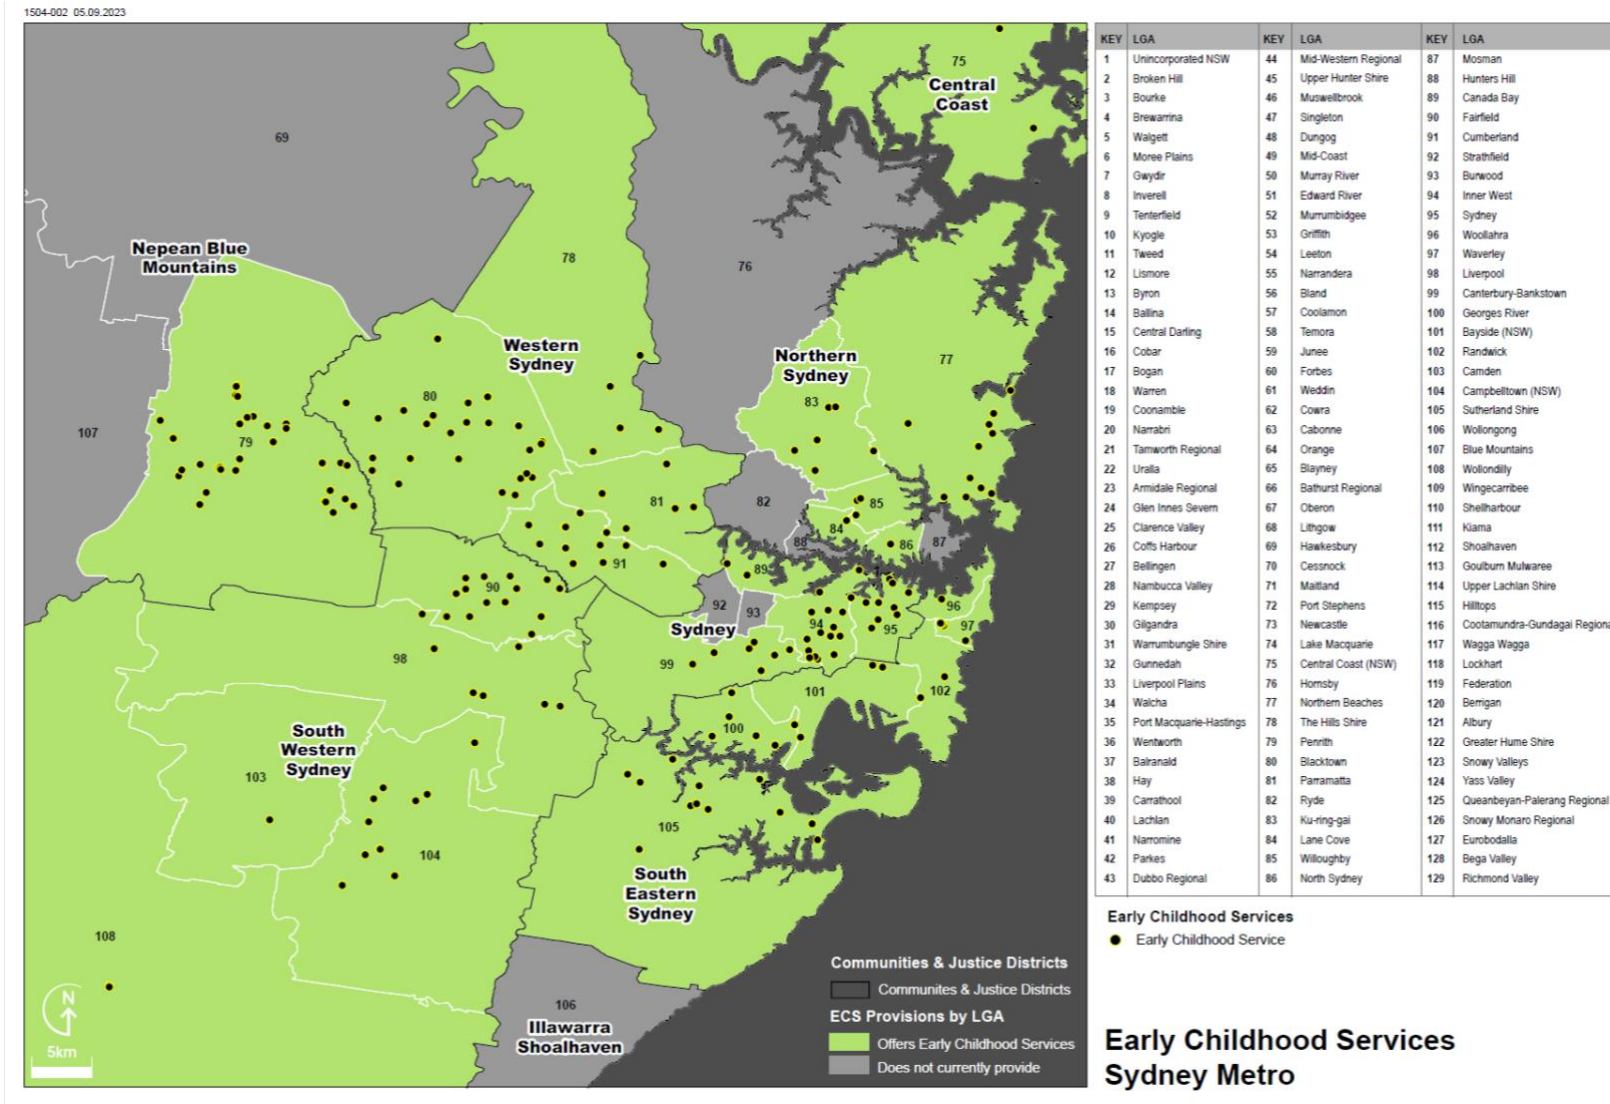 1504-002 05.09.2023
75
Central
Coast
69
Nepean Blue
Mountains
78
76
Western
Sydney
Northern
Sydney
77
80
83
107
79
81
82
85
84
86
87
88
91
89
90
92
93
96
Sydney
94
95
97
98
99
101
102
100
South
Western
Sydney
103
105
104
South
Eastern
Sydney
108
106
Illawarra
Shoalhaven
N
5km
Communities & Justice Districts
Communites & Justice Districts
ECS Provisions by LGA
Offers Early Childhood Services
Does not currently provide
KEY LGA KEY LGA KEY LGA
1 Unincorporated NSW 44 Mid-Western Regional 87 Mosman
2 Broken Hill 45 Upper Hunter Shire 88 Hunters Hill
3 Bourke 46 Muswellbrook 89 Canada Bay
4 Brewarrina 47 Singleton 90 Fairfield
5 Walgett 48 Dungog 91 Cumberland
6 Moree Plains 49 Mid-Coast 92 Strathfield
7 Gwydir 50 Murray River 93 Burwood
8 Inverell 51 Edward River 94 Inner West
9 Tenterfield 52 Murrumbidgee 95 Sydney
10 Kyogle 53 Griffith 96 Woollahra
11 Tweed 54 Leeton 97 Waverley
12 Lismore 55 Narrandera 98 Liverpool
13 Byron 56 Bland 99 Canterbury-Bankstown
14 Ballina 57 Coolamon 100 Georges River
15 Central Darling 58 Temora 101 Bayside (NSW)
16 Cobar 59 Junee 102 Randwick
17 Bogan 60 Forbes 103 Camden
18 Warren 61 Weddin 104 Campbelltown (NSW)
19 Coonamble 62 Cowra 105 Sutherland Shire
20 Narrabri 63 Cabonne 106 Wollongong
21 Tamworth Regional 64 Orange 107 Blue Mountains
22 Uralla 65 Blayney 108 Wollondilly
23 Armidale Regional 66 Bathurst Regional 109 Wingecarribee
24 Glen Innes Severn 67 Oberon 110 Shellharbour
25 Clarence Valley 68 Lithgow 111 Kiama
26 Coffs Harbour 69 Hawkesbury 112 Shoalhaven
27 Bellingen 70 Cessnock 113 Goulburn Mulwaree
28 Nambucca Valley 71 Maitland 114 Upper Lachlan Shire
29 Kempsey 72 Port Stephens 115 Hilltops
30 Gilgandra 73 Newcastle 116 Cootamundra-Gundagai Regiona
31 Warrumbungle Shire 74 Lake Macquarie 117 Wagga Wagga
32 Gunnedah 75 Central Coast (NSW) 118 Lockhart
33 Liverpool Plains 76 Hornsby 119 Federation
34 Walcha 77 Northern Beaches 120 Berrigan
35 Port Macquarie-Hastings 78 The Hills Shire 121 Albury
36 Wentworth 79 Penrith 122 Greater Hume Shire
37 Balranald 80 Blacktown 123 Snowy Valleys
38 Hay 81 Parramatta 124 Yass Valley
39 Carrathool 82 Ryde 125 Queanbeyan-Palerang Regional
40 Lachlan 83 Ku-ring-gai 126 Snowy Monaro Regional
41 Narromine 84 Lane Cove 127 Eurobodalla
42 Parkes 85 Willoughby 128 Bega Valley
43 Dubbo Regional 86 North Sydney 129 Richmond Valley
Early Childhood Services
Early Childhood Service
Early Childhood Services
Sydney Metro